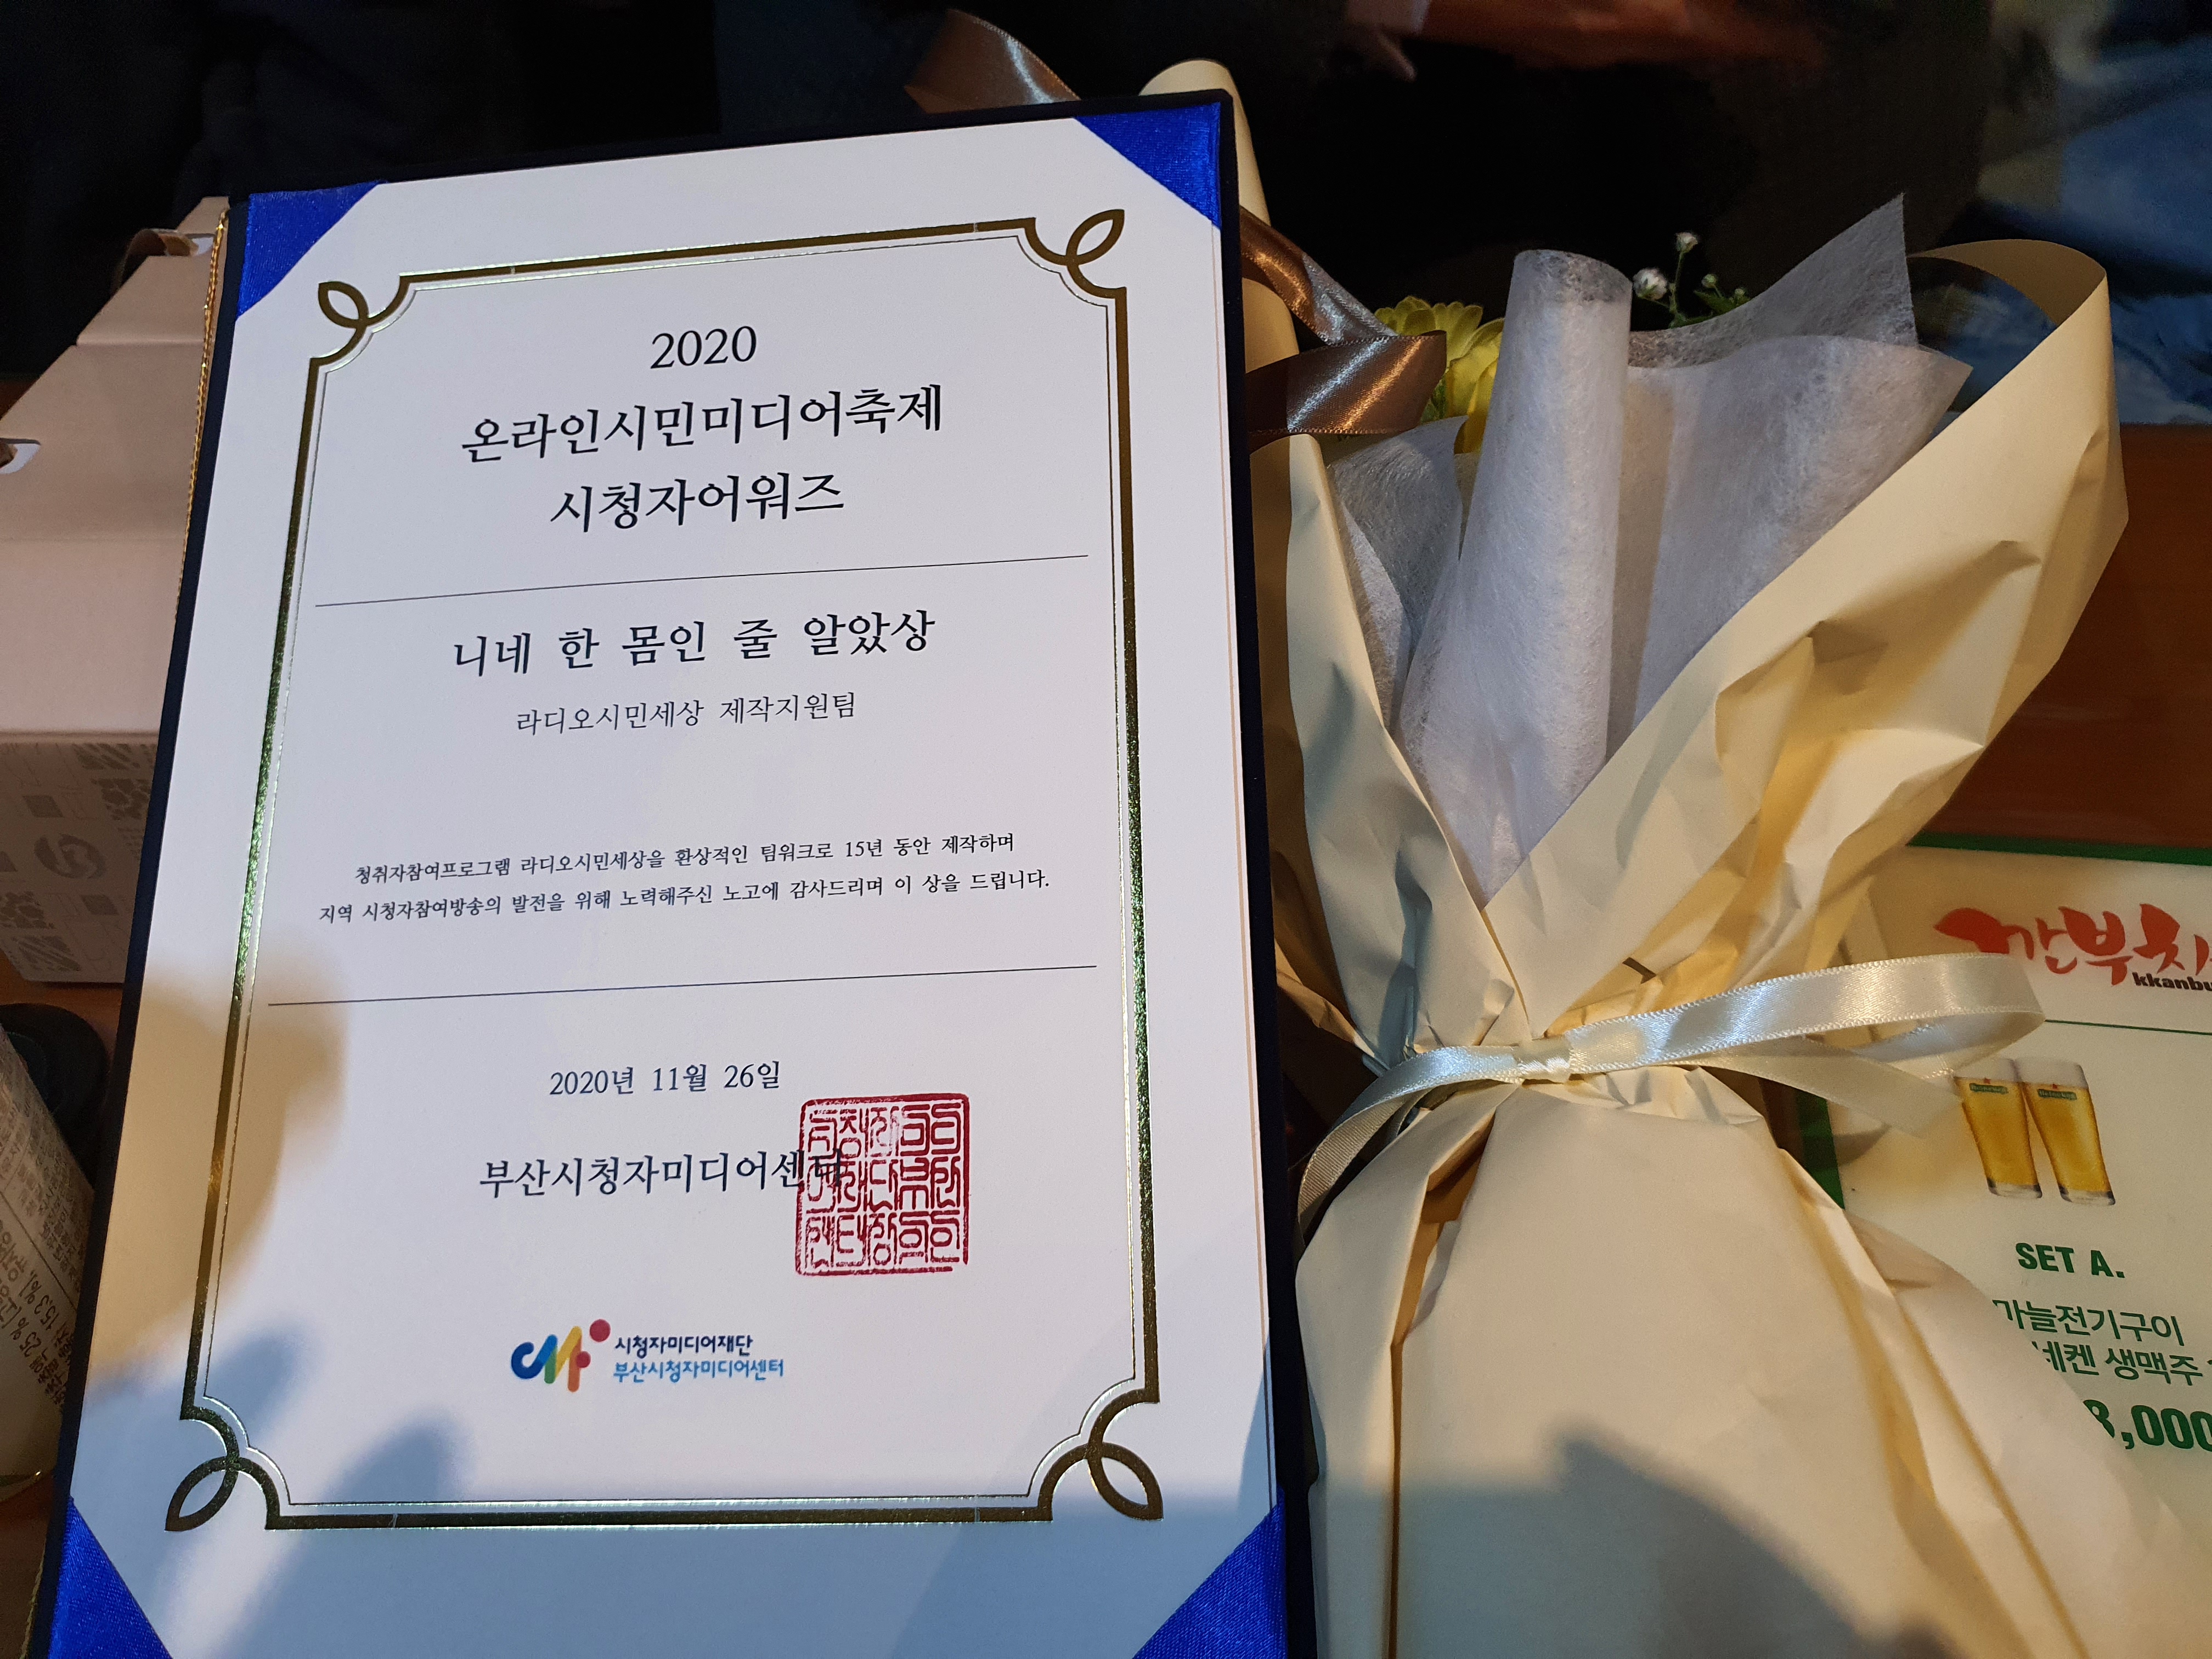 2020
온라인시민미디어축제
시청자어워즈
니네 한 몸인 줄 알았상
라디오시민세상 제작지원팀
청취자참여프로그램 라디오시민세상을 환상적인 팀워크로 15년 동안 제작하며
지역 시청자참여방송의 발전을 위해 노력해주신 노고에 감사드리며 이 상을 드립니다.
2020년 11월 26일
부산시청자미디어센터
시청자미디어재단
부산시청자미디어센터
깐부치
kkanbu
SET A.
마늘전기구이
네켄 생맥주
,000